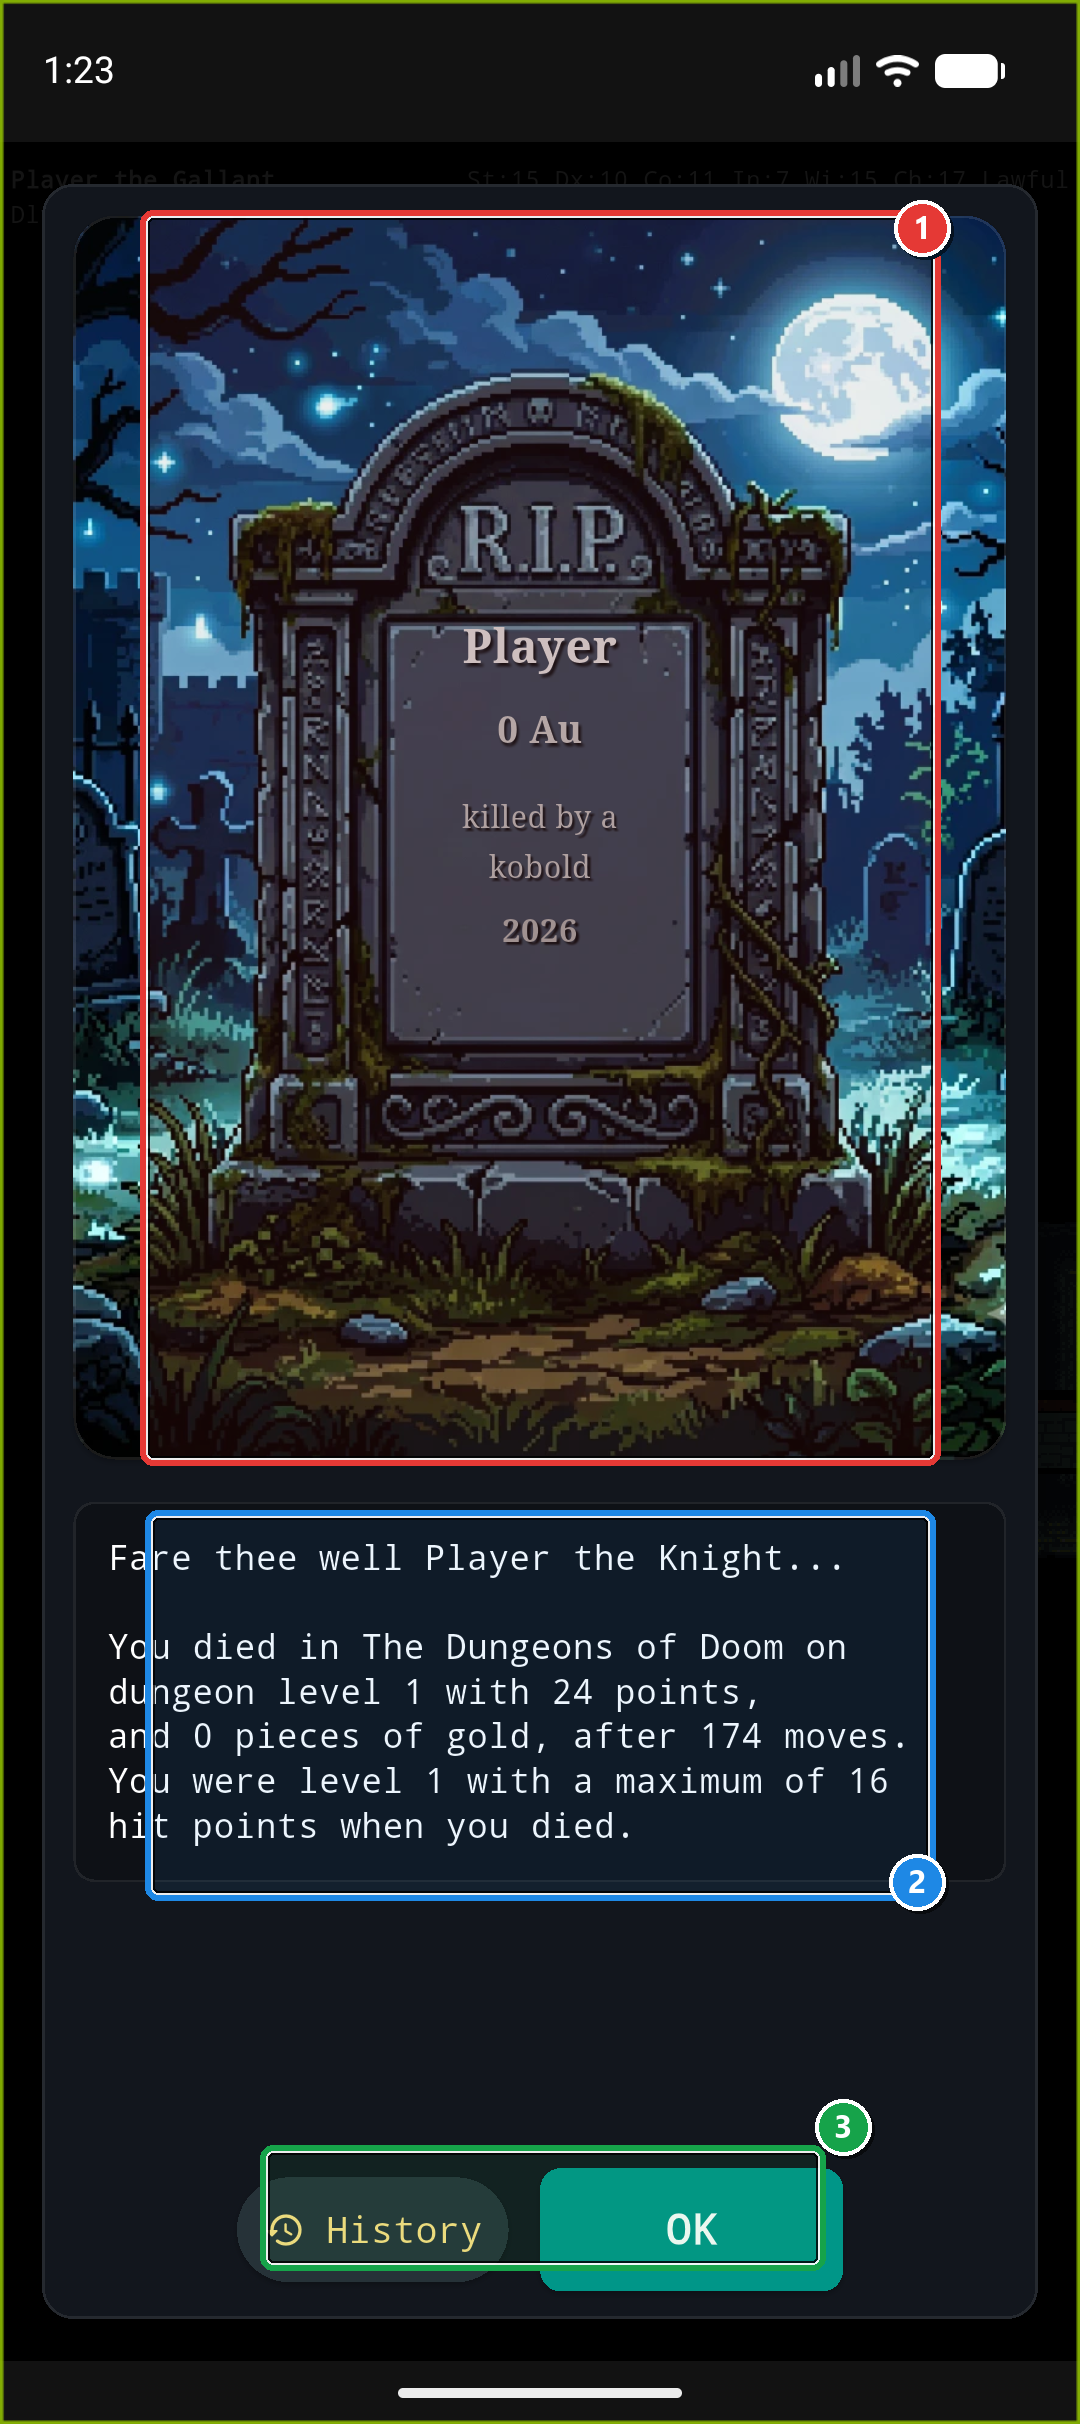 1:23
Player the Gallant St:15 Dx:10 Co:11 In:7 Wi:15 Ch:17 Lawful
Dl
1
R.I.P.
Player
0 Au
killed by a
kobold
2026
Fare thee well Player the Knight...
You died in The Dungeons of Doom on
dungeon level 1 with 24 points,
and 0 pieces of gold, after 174 moves.
You were level 1 with a maximum of 16
hit points when you died.
2
3
History
OK